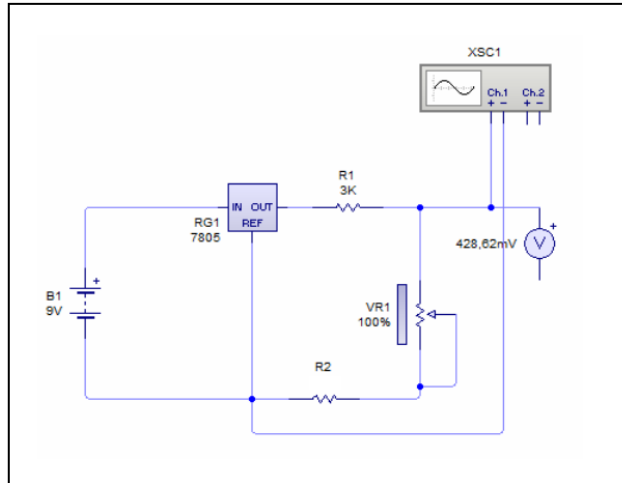 XSC1
Ch.1 Ch.2
+ − + −
R1
3K
IN OUT
REF
RG1
7805
+
428,62mV
V
+
B1
9V
VR1
100%
R2